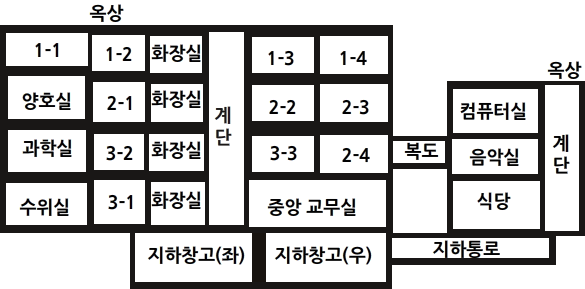 옥상
1-1 1-2 화장실 1-3 1-4
옥상
양호실 2-1 화장실 계단 2-2 2-3 컴퓨터실
과학실 3-2 화장실 3-3 2-4 복도 음악실 계단
수위실 3-1 화장실 중앙 교무실 식당
지하창고(좌) 지하창고(우) 지하통로